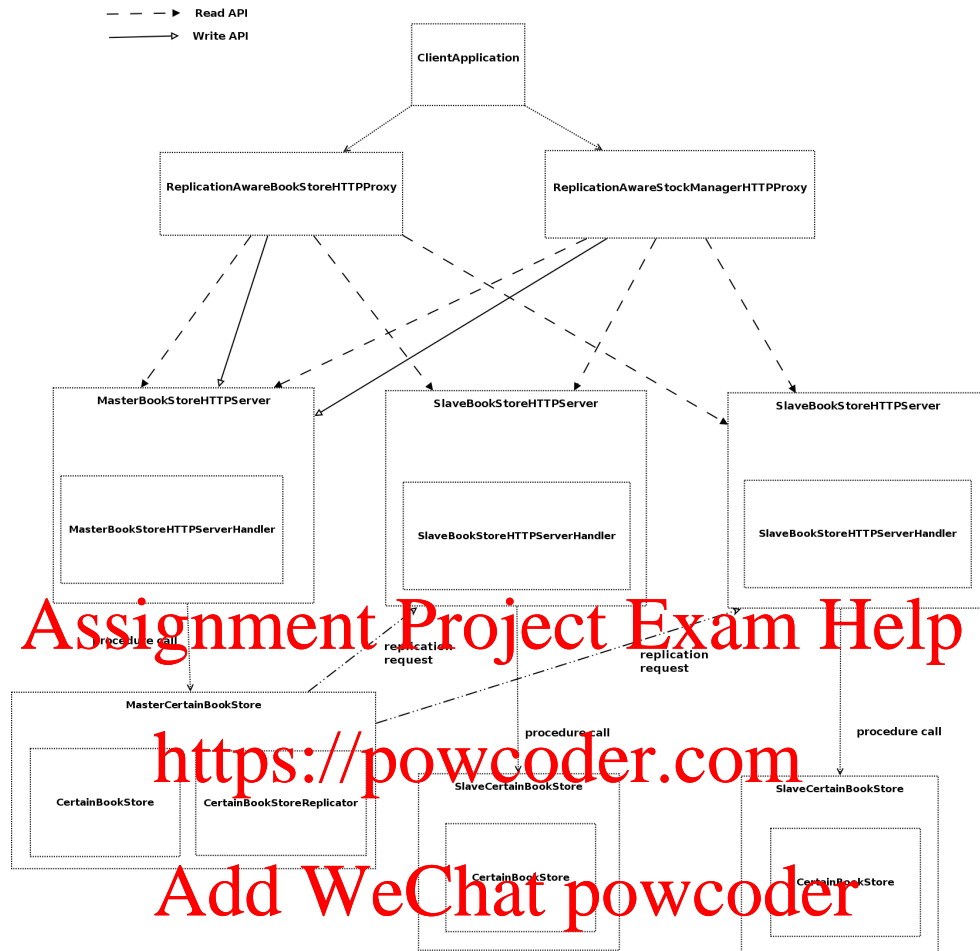 Read API
Write API
ClientApplication
ReplicationAwareBookStoreHTTPProxy
ReplicationAwareStockManagerHTTPProxy
MasterBookStoreHTTPServer
SlaveBookStoreHTTPServer
SlaveBookStoreHTTPServer
MasterBookStoreHTTPServerHandler
SlaveBookStoreHTTPServerHandler
SlaveBookStoreHTTPServerHandler
Assignment Project Exam Help
procedure call
replication
request
replication
request
MasterCertainBookStore
procedure call
procedure call
https://powcoder.com
SlaveCertainBookStore
SlaveCertainBookStore
CertainBookStore
CertainBookStoreReplicator
CertainBookStore
CertainBookStore
Add WeChat powcoder